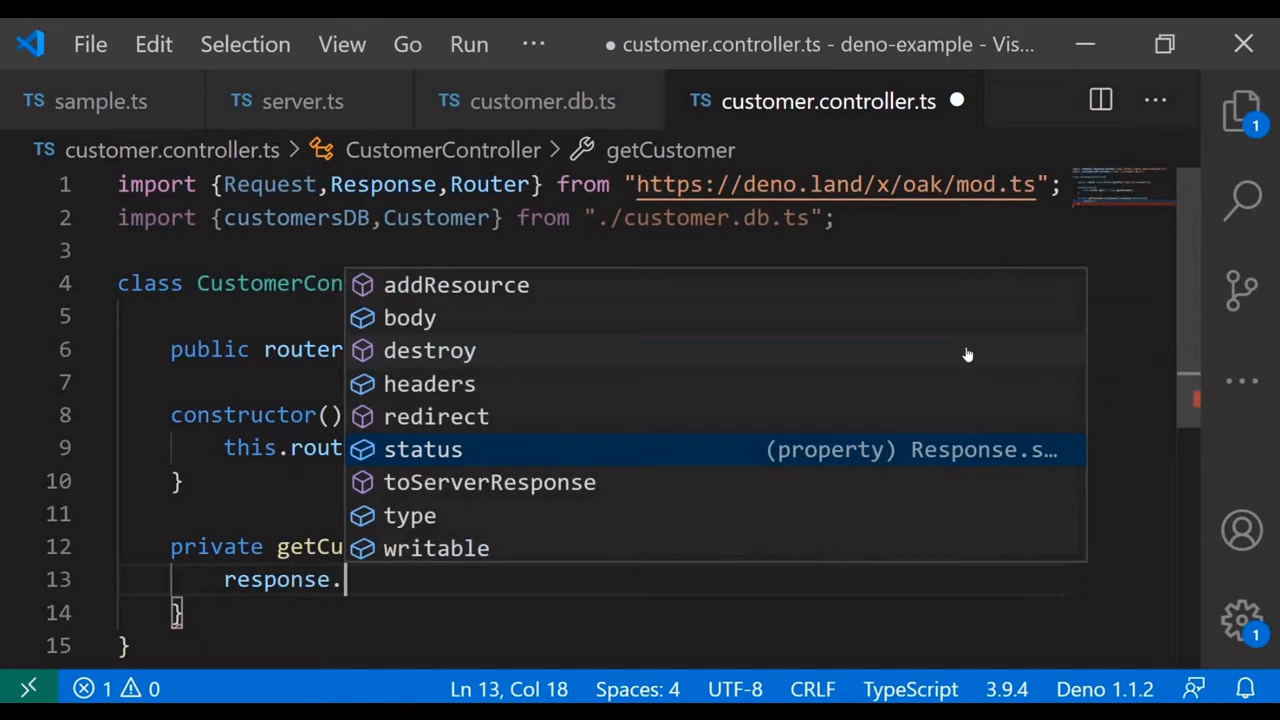 File Edit Selection View Go Run ··· ● customer.controller.ts - deno-example - Vis...
TS sample.ts TS server.ts TS customer.db.ts TS customer.controller.ts ● ···
TS customer.controller.ts > CustomerController > getCustomer
1 import {Request,Response,Router} from "https://deno.land/x/oak/mod.ts";
2 import {customersDB,Customer} from "./customer.db.ts";
3
4 class CustomerCon
addResource
5
body
6 public router
destroy
7
headers
8 constructor()
redirect
9 this.rout
status (property) Response.s...
10 }
toServerResponse
11
type
12 private getCu
writable
13 response.
14 }
15 }
1
1
1 0 Ln 13, Col 18 Spaces: 4 UTF-8 CRLF TypeScript 3.9.4 Deno 1.1.2